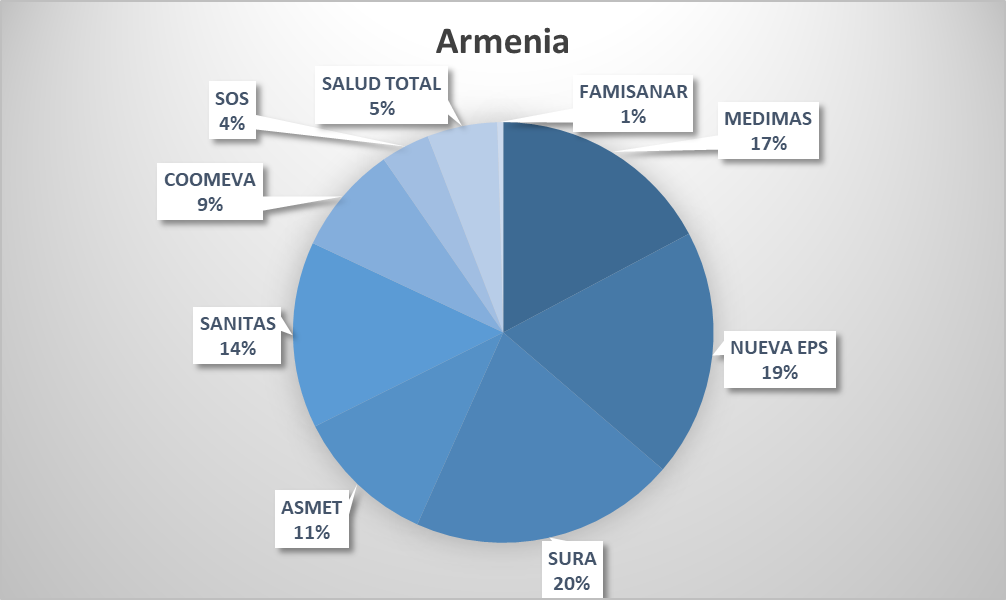 Armenia
FAMISANAR
1%
MEDIMAS
17%
NUEVA EPS
19%
SURA
20%
ASMET
11%
SANITAS
14%
COOMEVA
9%
SOS
4%
SALUD TOTAL
5%